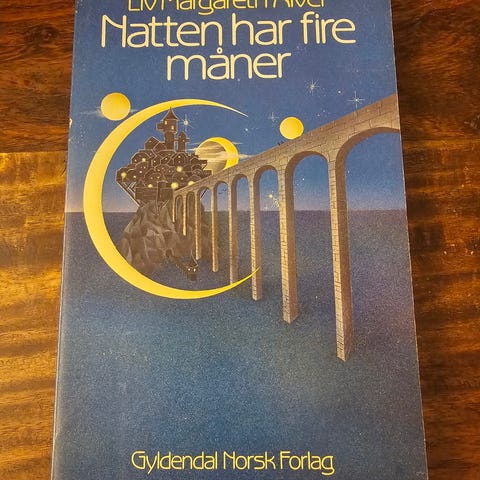 Liv Margareth Alver
Natten har fire
måner
Gyldendal Norsk Forlag